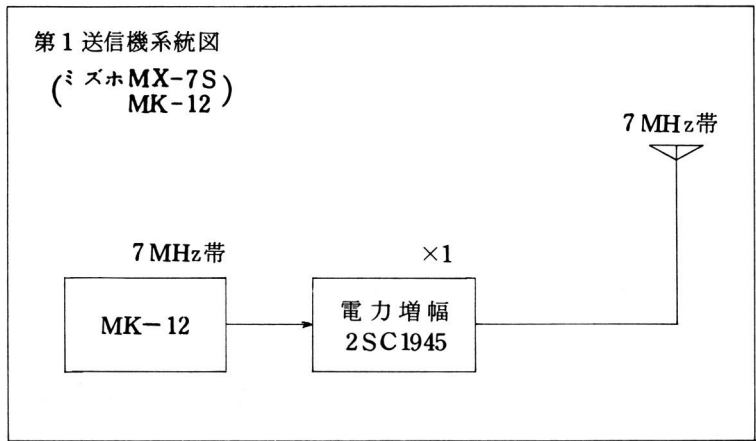 第1送信機系統図
(ミズホMX-7S
MK-12)
7MHz帯
7MHz帯
×1
MK-12
電力増幅
2SC1945